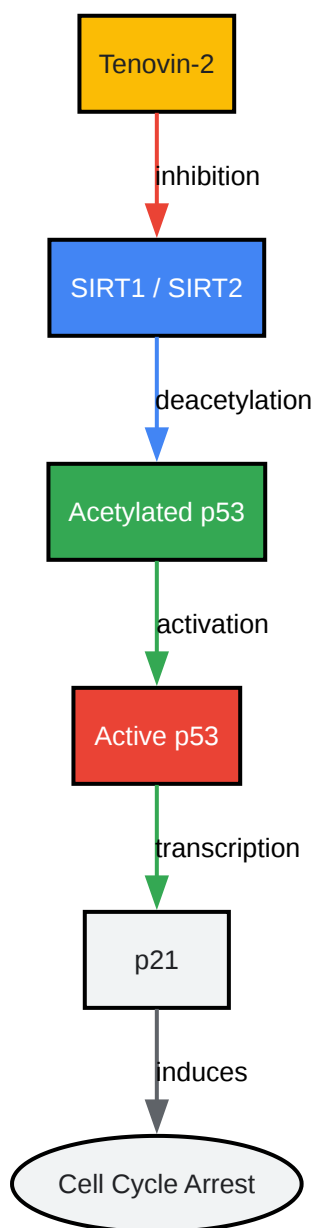 Tenovin-2
inhibition
SIRT1 / SIRT2
deacetylation
Acetylated p53
activation
Active p53
transcription
p21
induces
Cell Cycle Arrest